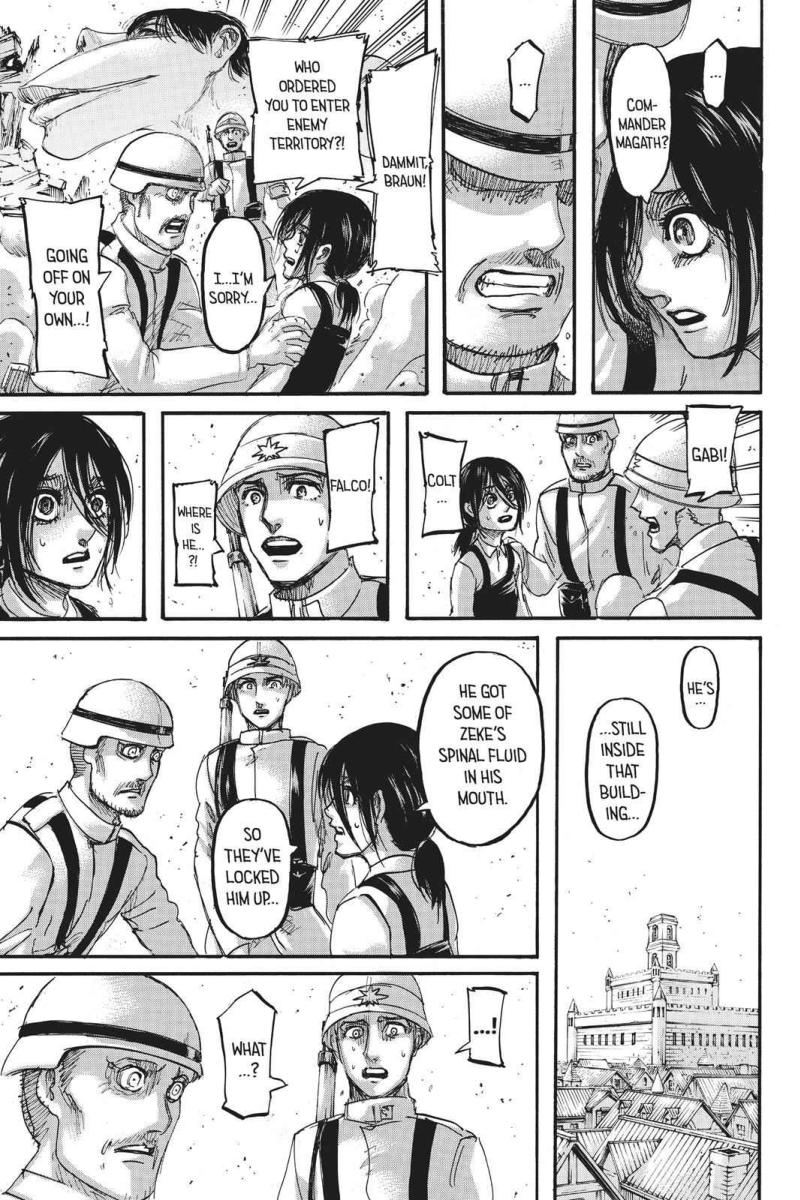 ...
COM-
MANDER
MAGATH?
...
DAMMIT,
BRAUN!
WHO
ORDERED
YOU TO ENTER
ENEMY
TERRITORY?!
I...I'M
SORRY...
GOING
OFF ON
YOUR
OWN...!
GABI!
COLT
...
FALCO!
WHERE
IS
HE...
?!
HE'S
...
...STILL
INSIDE
THAT
BUILD-
ING...
HE GOT
SOME OF
ZEKE'S
SPINAL FLUID
IN HIS
MOUTH.
SO
THEY'VE
LOCKED
HIM UP...
...!
WHAT
...?